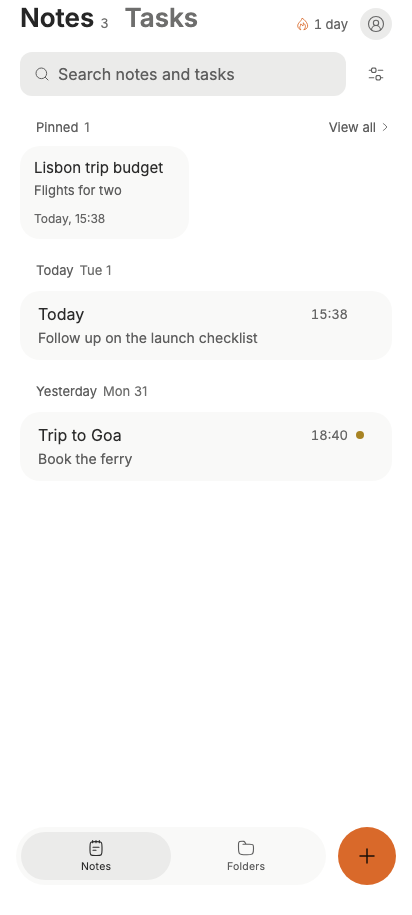 Notes 3 Tasks 1 day
Search notes and tasks
Pinned 1 View all
Lisbon trip budget
Flights for two
Today, 15:38
Today Tue 1
Today 15:38
Follow up on the launch checklist
Yesterday Mon 31
Trip to Goa 18:40
Book the ferry
Notes Folders